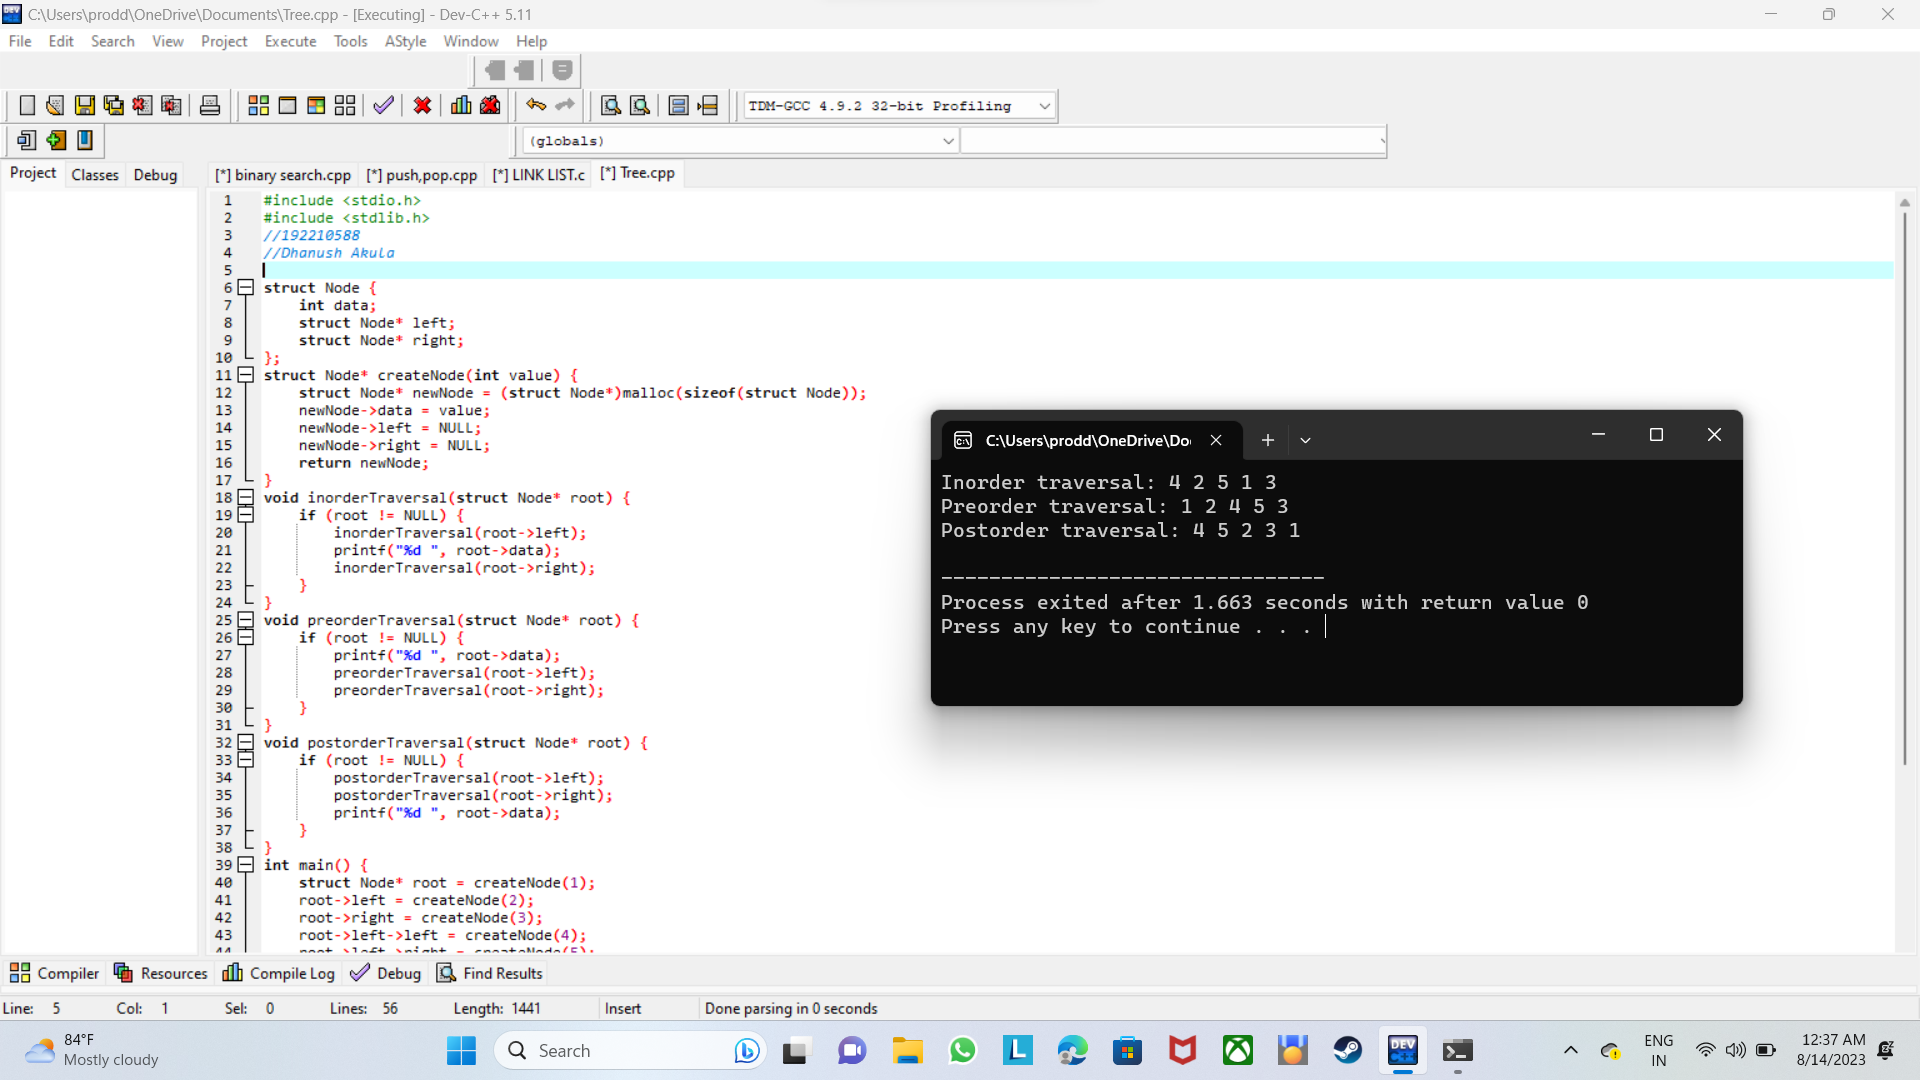 C:\Users\prodd\OneDrive\Documents\Tree.cpp - [Executing] - Dev-C++ 5.11
File Edit Search View Project Execute Tools AStyle Window Help
TDM-GCC 4.9.2 32-bit Profiling
(globals)
Project Classes Debug
[*] binary search.cpp [*] push,pop.cpp [*] LINK LIST.c [*] Tree.cpp
1 #include <stdio.h>
2 #include <stdlib.h>
3 //192210588
4 //Dhanush Akula
5
6 struct Node {
7 int data;
8 struct Node* left;
9 struct Node* right;
10 };
11 struct Node* createNode(int value) {
12 struct Node* newNode = (struct Node*)malloc(sizeof(struct Node));
13 newNode->data = value;
14 newNode->left = NULL;
15 newNode->right = NULL;
16 return newNode;
17 }
18 void inorderTraversal(struct Node* root) {
19 if (root != NULL) {
20 inorderTraversal(root->left);
21 printf("%d ", root->data);
22 inorderTraversal(root->right);
23 }
24 }
25 void preorderTraversal(struct Node* root) {
26 if (root != NULL) {
27 printf("%d ", root->data);
28 preorderTraversal(root->left);
29 preorderTraversal(root->right);
30 }
31 }
32 void postorderTraversal(struct Node* root) {
33 if (root != NULL) {
34 postorderTraversal(root->left);
35 postorderTraversal(root->right);
36 printf("%d ", root->data);
37 }
38 }
39 int main() {
40 struct Node* root = createNode(1);
41 root->left = createNode(2);
42 root->right = createNode(3);
43 root->left->left = createNode(4);
44 root->left->right = createNode(5);
C:\Users\prodd\OneDrive\Do
Inorder traversal: 4 2 5 1 3
Preorder traversal: 1 2 4 5 3
Postorder traversal: 4 5 2 3 1
--------------------------------
Process exited after 1.663 seconds with return value 0
Press any key to continue . . .
Compiler Resources Compile Log Debug Find Results
Line: 5 Col: 1 Sel: 0 Lines: 56 Length: 1441 Insert Done parsing in 0 seconds
84°F
Mostly cloudy
Search
DEV C++
ENG
IN
12:37 AM
8/14/2023